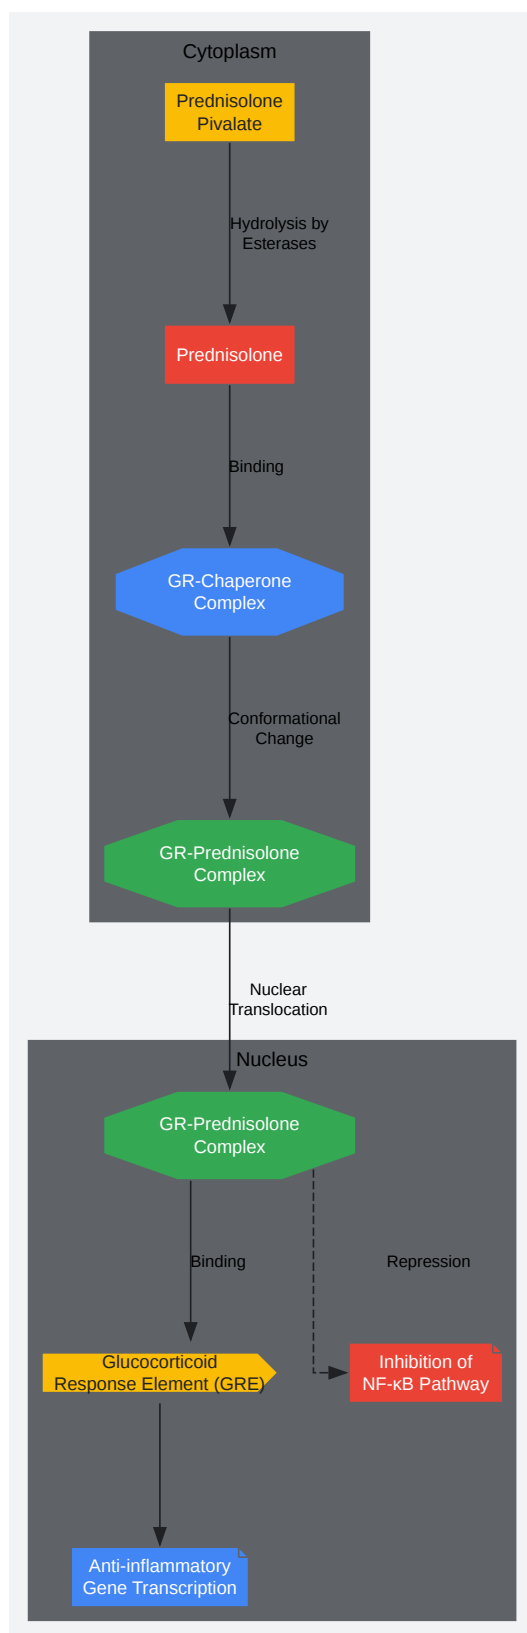 Cytoplasm
Prednisolone
Pivalate
Hydrolysis by
Esterases
Prednisolone
Binding
GR-Chaperone
Complex
Conformational
Change
GR-Prednisolone
Complex
Nuclear
Translocation
Nucleus
GR-Prednisolone
Complex
Binding
Repression
Glucocorticoid
Response Element (GRE)
Inhibition of
NF-κB Pathway
Anti-inflammatory
Gene Transcription